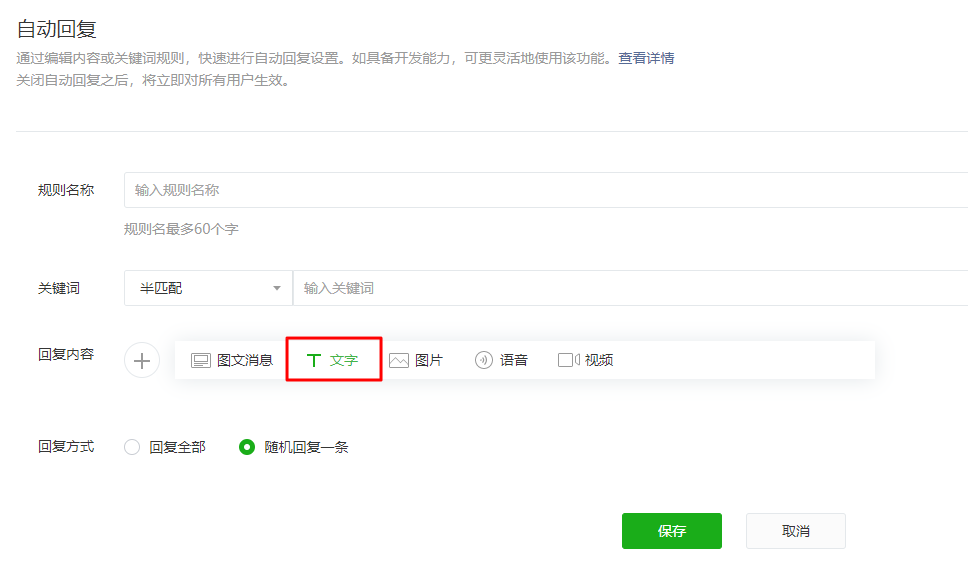 自动回复
通过编辑内容或关键词规则，快速进行自动回复设置。如具备开发能力，可更灵活地使用该功能。查看详情
关闭自动回复之后，将立即对所有用户生效。
规则名称 输入规则名称
规则名最多60个字
关键词 半匹配 输入关键词
回复内容 图文消息 文字 图片 语音 视频
回复方式 回复全部 随机回复一条
保存 取消